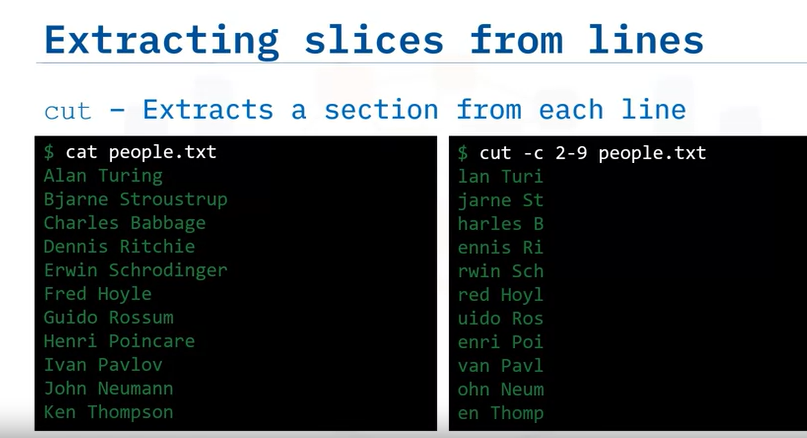 Extracting slices from lines
cut – Extracts a section from each line
$ cat people.txt
Alan Turing
Bjarne Stroustrup
Charles Babbage
Dennis Ritchie
Erwin Schrodinger
Fred Hoyle
Guido Rossum
Henri Poincare
Ivan Pavlov
John Neumann
Ken Thompson
$ cut -c 2-9 people.txt
lan Turi
jarne St
harles B
ennis Ri
rwin Sch
red Hoyl
uido Ros
enri Poi
van Pavl
ohn Neum
en Thomp